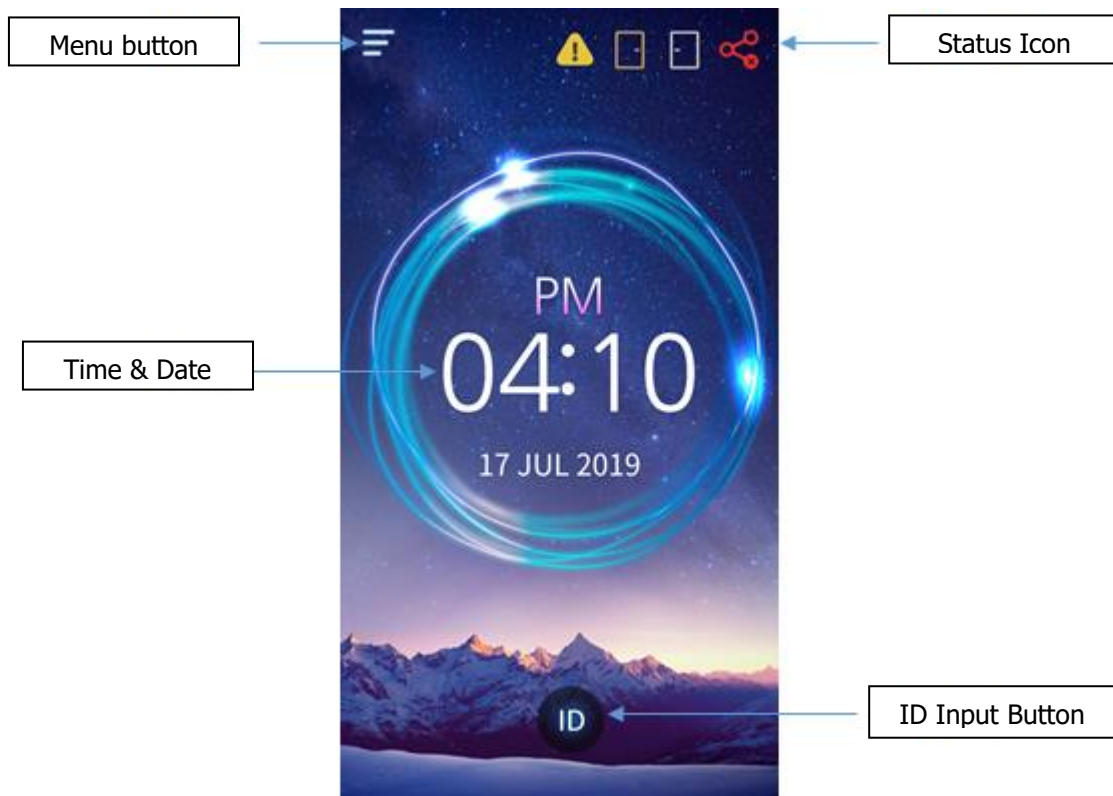 Menu button
Status Icon
PM
04:10
Time & Date
17 JUL 2019
ID Input Button
ID